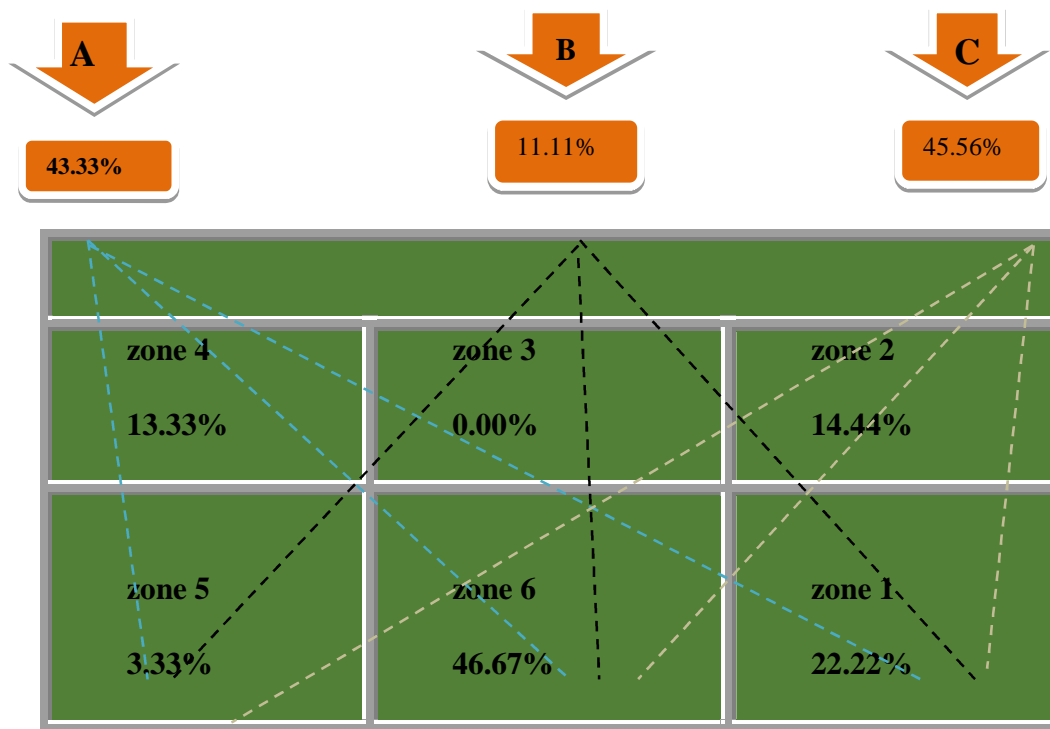 A
B
C
43.33%
11.11%
45.56%
zone 4
zone 3
zone 2
13.33%
0.00%
14.44%
zone 5
zone 6
zone 1
3.33%
46.67%
22.22%